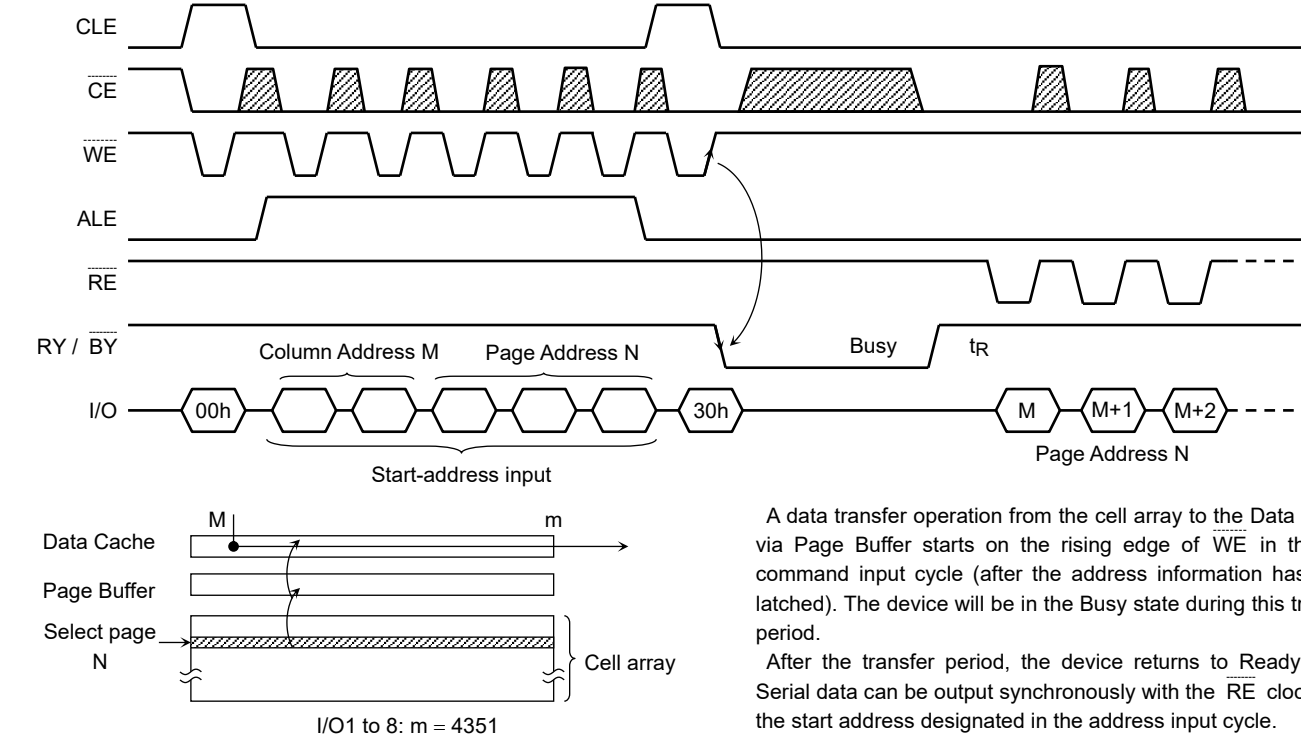 CLE
CE
WE
ALE
RE
RY / BY
Column Address M
Page Address N
Busy
tR
I/O
00h
30h
M
M+1
M+2
Page Address N
Start-address input
M
m
Data Cache
Page Buffer
Select page
N
Cell array
I/O1 to 8: m = 4351
A data transfer operation from the cell array to the Data
via Page Buffer starts on the rising edge of WE in th
command input cycle (after the address information has
latched). The device will be in the Busy state during this tr
period.
After the transfer period, the device returns to Ready
Serial data can be output synchronously with the RE cloc
the start address designated in the address input cycle.